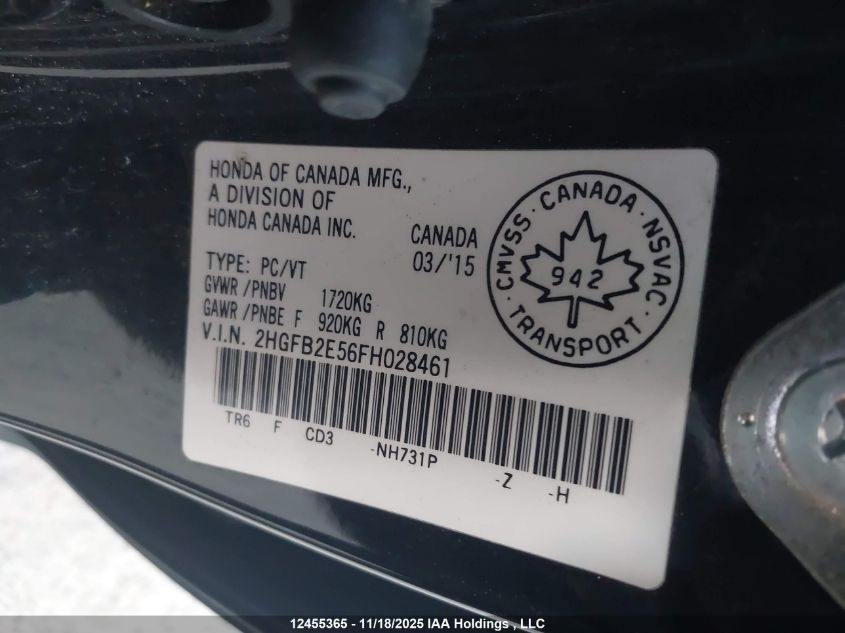 HONDA OF CANADA MFG.,
A DIVISION OF
HONDA CANADA INC.
CANADA
03/'15
TYPE: PC/VT
GVWR /PNBV 1720KG
GAWR /PNBE F 920KG R 810KG
V.I.N. 2HGFB2E56FH028461
TR6 F CD3 -NH731P -Z -H
CMVSS · CANADA · NSVAC · TRANSPORT ·
942
12455365 - 11/18/2025 IAA Holdings , LLC